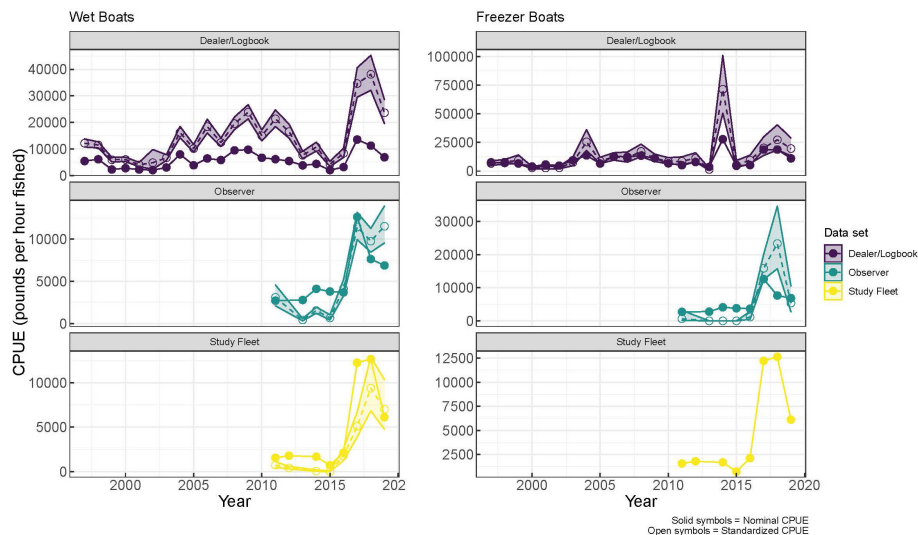 Wet Boats
Freezer Boats
Dealer/Logbook
Dealer/Logbook
40000
30000
20000
10000
0
100000
75000
50000
25000
0
CPUE (pounds per hour fished)
Observer
Observer
10000
5000
0
30000
20000
10000
0
Data set
Dealer/Logbook
Observer
Study Fleet
Study Fleet
Study Fleet
10000
5000
0
12500
10000
7500
5000
2500
2000
2005
2010
2015
202
2000
2005
2010
2015
2020
Year
Year
Solid symbols = Nominal CPUE
Open symbols = Standardized CPUE